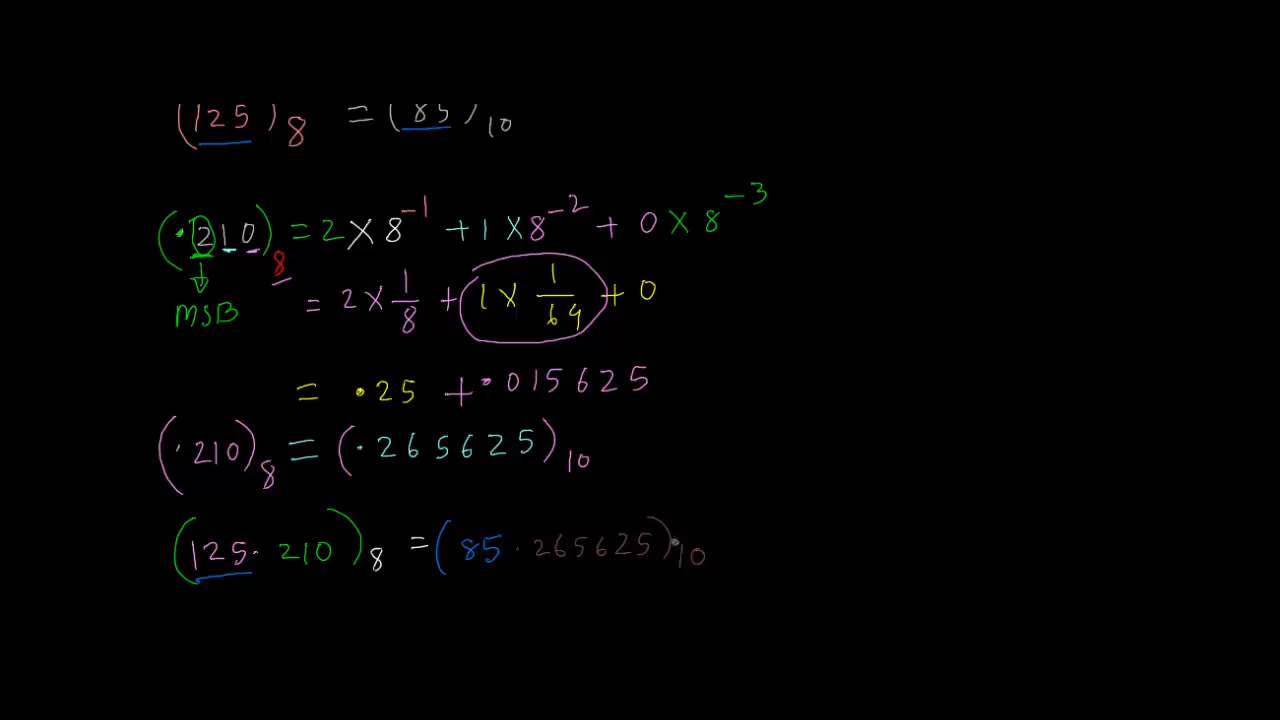 (125)8 = (85)10
(.210)8 = 2 × 8^-1 + 1 × 8^-2 + 0 × 8^-3
MSB
= 2 × 1/8 + 1 × 1/64 + 0
= .25 + .015625
(.210)8 = (.265625)10
(125.210)8 = (85.265625)10